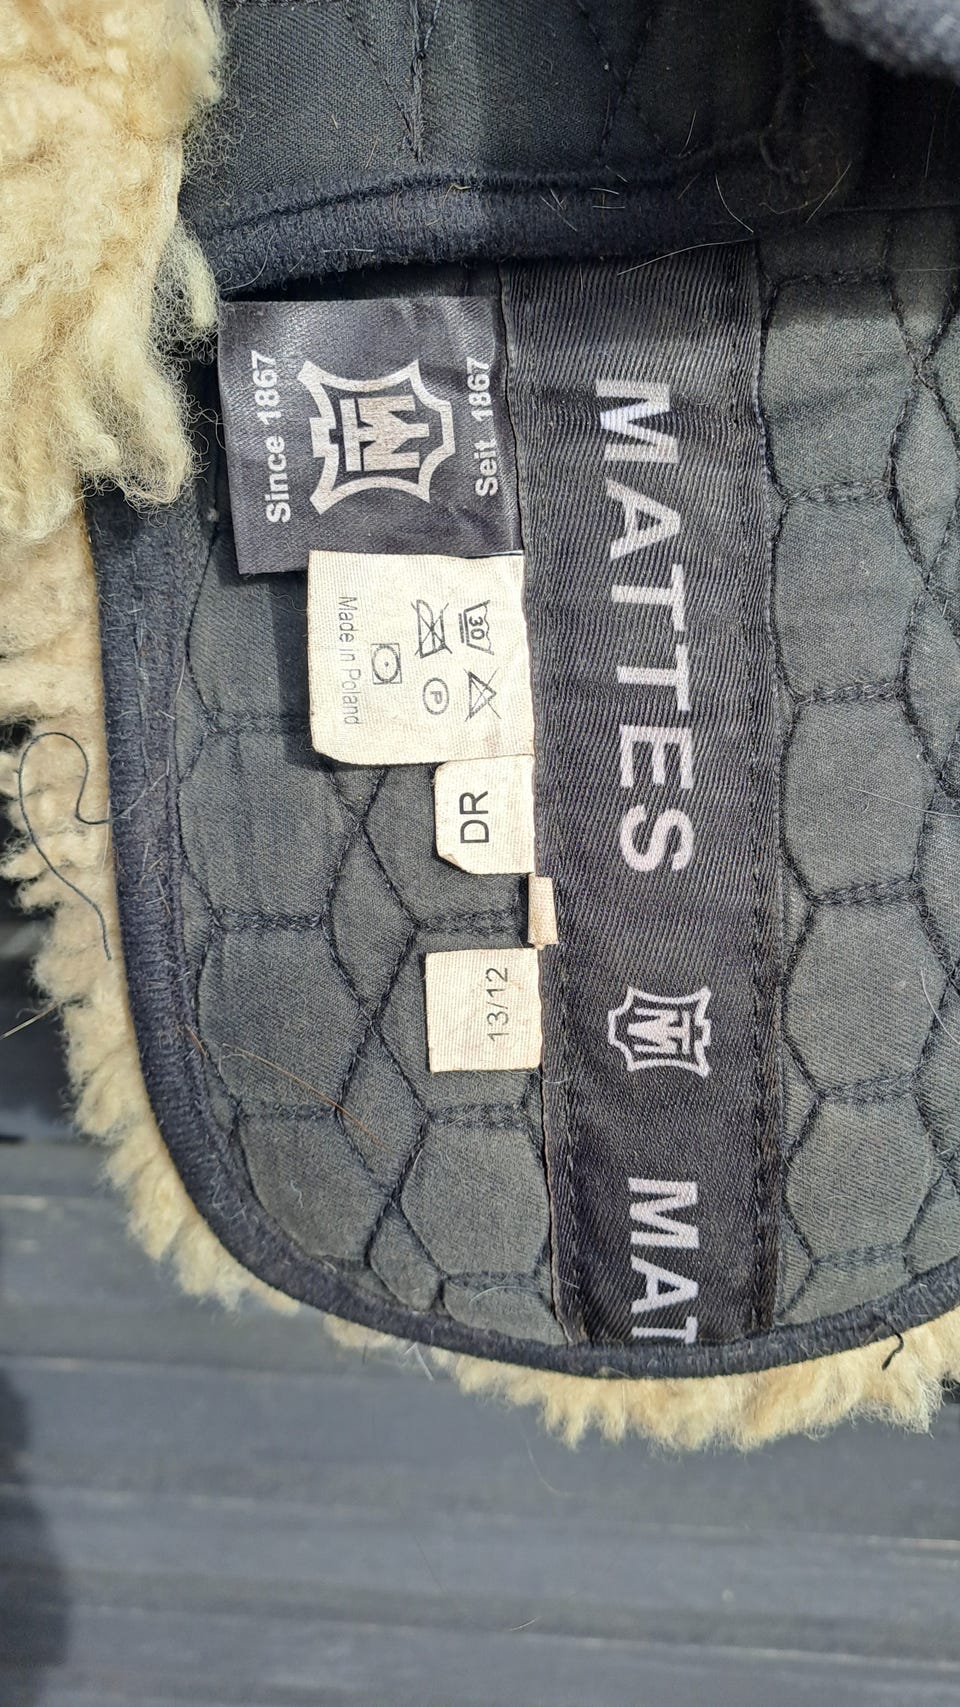 Since 1867
M
Seit 1867
30
P
Made in Poland
DR
13/12
MATTES
M
MAT